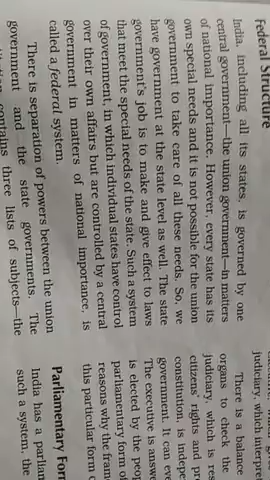 Federal Structure
India, including all its states, is governed by one
central government—the union government—in matters
of national importance. However, every state has its
own special needs and it is not possible for the union
government to take care of all these needs. So, we
have government at the state level as well. The state
government's job is to make and give effect to laws
that meet the special needs of the state. Such a system
of government, in which individual states have control
over their own affairs but are controlled by a central
government in matters of national importance, is
called a federal system.
There is separation of powers between the union
government and the state governments. The
contains three lists of subjects—the
judiciary, which interpret
There is a balance
organs to check the
judiciary, which is res
citizens' rights and pr
constitution, is indepe
government. It can eve
The executive is answe
is elected by the peop
parliamentary form o
reasons why the fram
this particular form o
Parliamentary For
India has a parlian
such a system, the